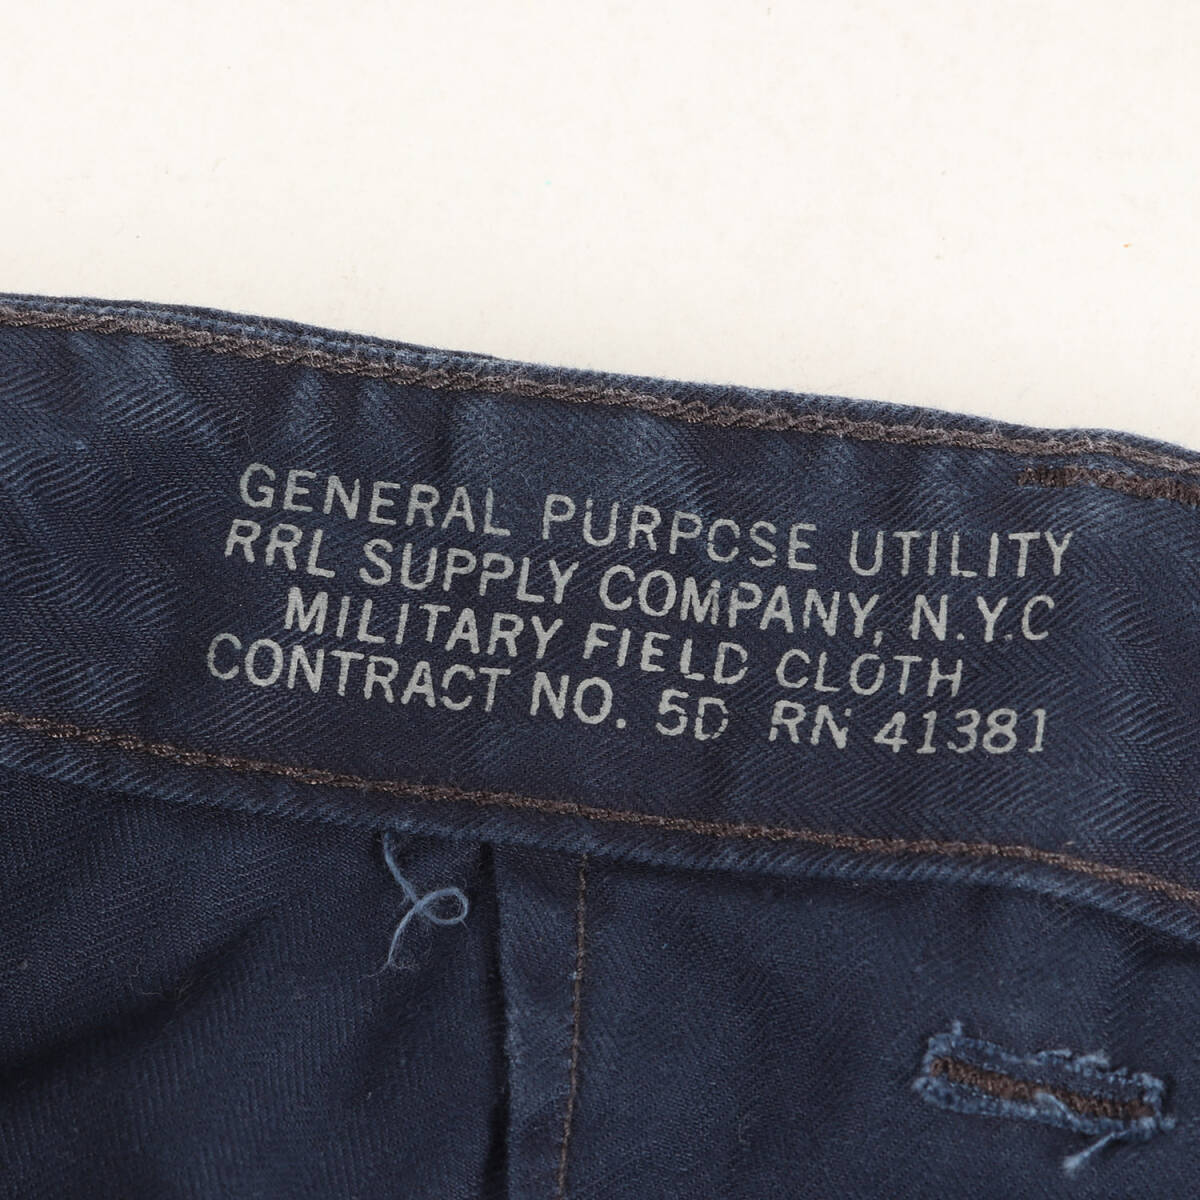 GENERAL PURPOSE UTILITY
RRL SUPPLY COMPANY, N.Y.C
MILITARY FIELD CLOTH
CONTRACT NO. 5D RN 41381